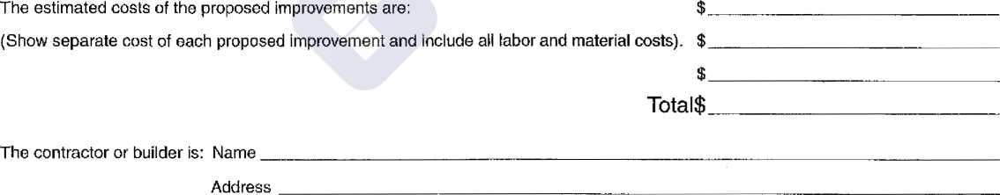 The estimated costs of the proposed improvements are: $
(Show separate cost of each proposed improvement and include all labor and material costs). $
$
Total$
The contractor or builder is: Name
Address